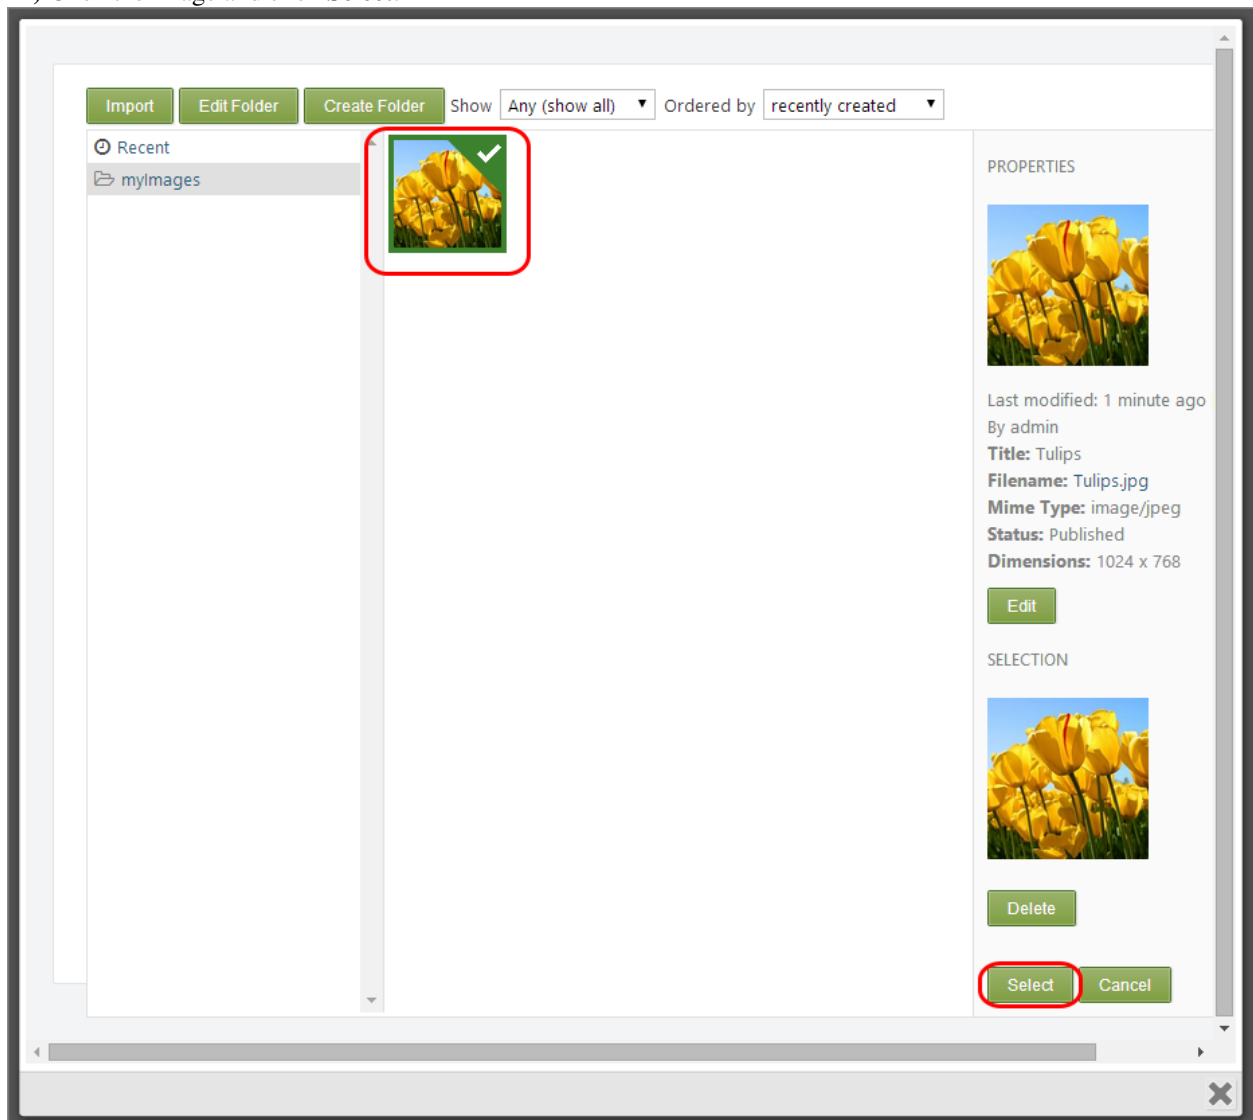 Import Edit Folder Create Folder Show Any (show all) Ordered by recently created
Recent
myImages
PROPERTIES
Last modified: 1 minute ago
By admin
Title: Tulips
Filename: Tulips.jpg
Mime Type: image/jpeg
Status: Published
Dimensions: 1024 x 768
Edit
SELECTION
Delete
Select Cancel